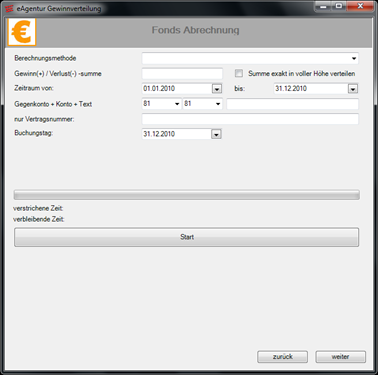 eAgentur Gewinnverteilung
€ Fonds Abrechnung
Berechnungsmethode
Gewinn(+) / Verlust(-) -summe Summe exakt in voller Höhe verteilen
Zeitraum von: 01.01.2010 bis: 31.12.2010
Gegenkonto + Konto + Text 81 81
nur Vertragsnummer:
Buchungstag: 31.12.2010
verstrichene Zeit:
verbleibende Zeit:
Start
zurück weiter